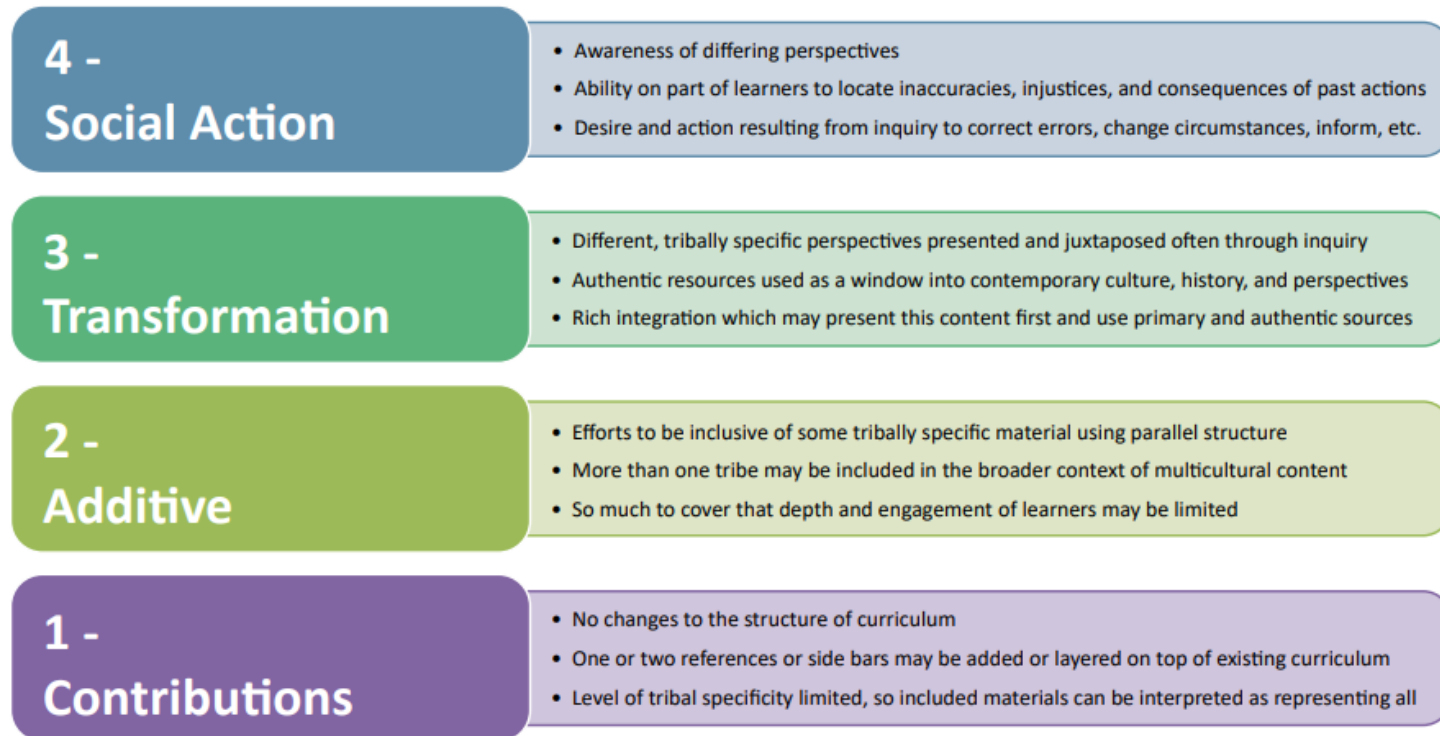 4 -
Social Action
• Awareness of differing perspectives
• Ability on part of learners to locate inaccuracies, injustices, and consequences of past actions
• Desire and action resulting from inquiry to correct errors, change circumstances, inform, etc.
3 -
Transformation
• Different, tribally specific perspectives presented and juxtaposed often through inquiry
• Authentic resources used as a window into contemporary culture, history, and perspectives
• Rich integration which may present this content first and use primary and authentic sources
2 -
Additive
• Efforts to be inclusive of some tribally specific material using parallel structure
• More than one tribe may be included in the broader context of multicultural content
• So much to cover that depth and engagement of learners may be limited
1 -
Contributions
• No changes to the structure of curriculum
• One or two references or side bars may be added or layered on top of existing curriculum
• Level of tribal specificity limited, so included materials can be interpreted as representing all